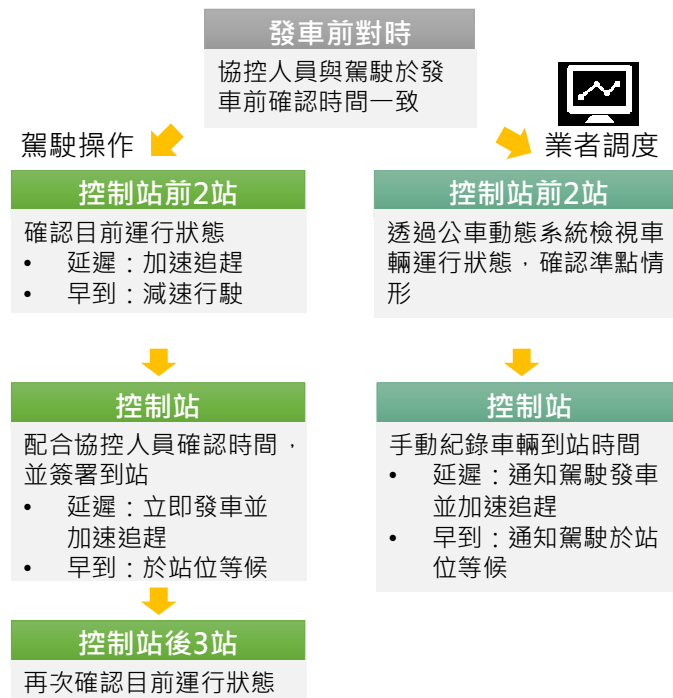 發車前對時
協控人員與駕駛於發
車前確認時間一致
駕駛操作
業者調度
控制站前2站
確認目前運行狀態
• 延遲：加速追趕
• 早到：減速行駛
控制站前2站
透過公車動態系統檢視車
輛運行狀態，確認準點情
形
控制站
配合協控人員確認時間，
並簽署到站
• 延遲：立即發車並
加速追趕
• 早到：於站位等候
控制站
手動紀錄車輛到站時間
• 延遲：通知駕駛發車
並加速追趕
• 早到：通知駕駛於站
位等候
控制站後3站
再次確認目前運行狀態